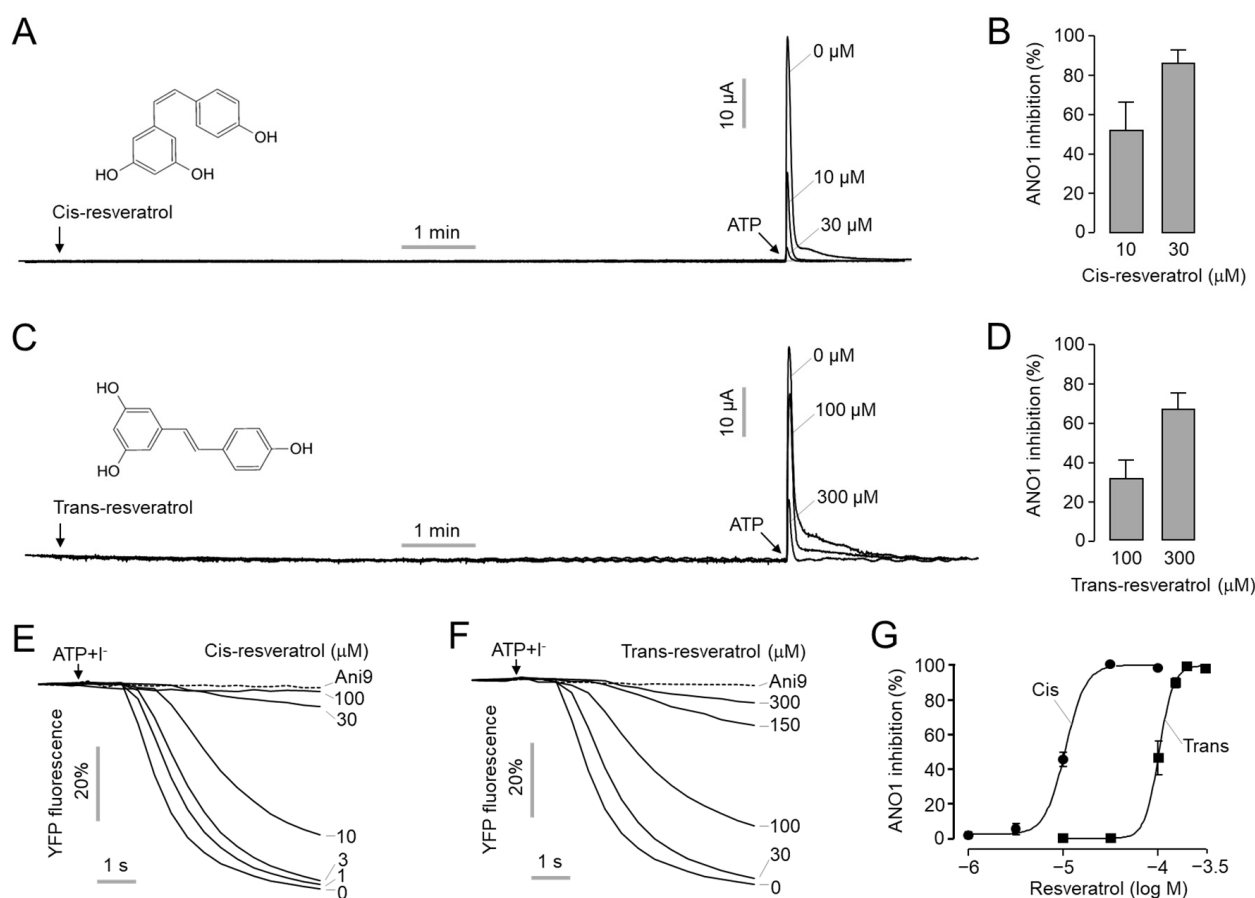 A
OH
HO
OH
Cis-resveratrol
1 min
10 µA
0 µM
10 µM
30 µM
ATP
B
ANO1 inhibition (%)
100
80
60
40
20
0
10 30
Cis-resveratrol (µM)
C
HO
HO
OH
Trans-resveratrol
1 min
10 µA
0 µM
100 µM
300 µM
ATP
D
ANO1 inhibition (%)
100
80
60
40
20
0
100 300
Trans-resveratrol (µM)
E
ATP+I-
Cis-resveratrol (µM)
Ani9
100
30
10
3
1
0
YFP fluorescence
20%
1 s
F
ATP+I-
Trans-resveratrol (µM)
Ani9
300
150
100
30
0
YFP fluorescence
20%
1 s
G
ANO1 inhibition (%)
100
80
60
40
20
0
Cis
Trans
−6 −5 −4 −3.5
Resveratrol (log M)